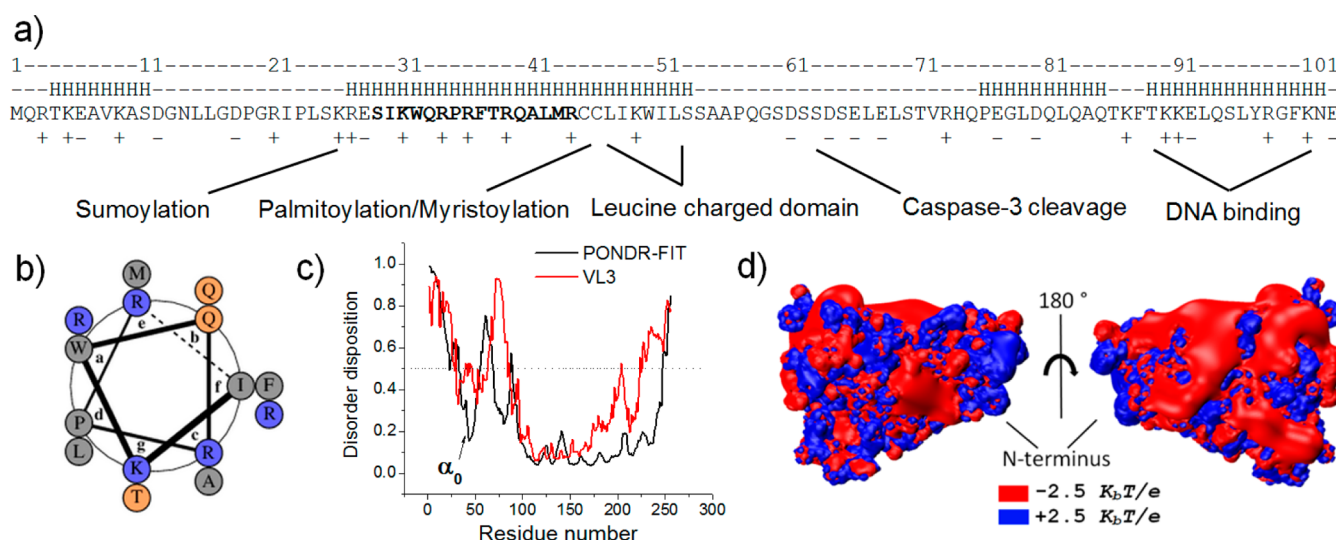 a)
1---------11--------21--------31--------41--------51--------61--------71--------81--------91--------101
---HHHHHHHH---------------HHHHHHHHHHHHHHHHHHHHHHHHHHH----------------------HHHHHHHHHH---HHHHHHHHHHHHHH-
MQRTKEAVKASDGNLLGDPGRIPLSKRESIKWQRPRFTRQALMRCCLIKWILSSAAPQGSDSSDSELELSTVRHQPEGLDQLQAQTKFTKKELQSLYRGFKNE
+ +- + - - + ++- + + + + + + - - - - + - - + ++- + + -
Sumoylation Palmitoylation/Myristoylation Leucine charged domain Caspase-3 cleavage DNA binding
b)
M
Q
R
Q
R
e
b
W
a
f
I
F
R
P
d
L
g
c
K
R
T
A
c)
PONDR-FIT
VL3
Disorder disposition
1.0
0.8
0.6
0.4
0.2
0.0
α0
0 50 100 150 200 250 300
Residue number
d)
180 °
N-terminus
-2.5 KbT/e
+2.5 KbT/e